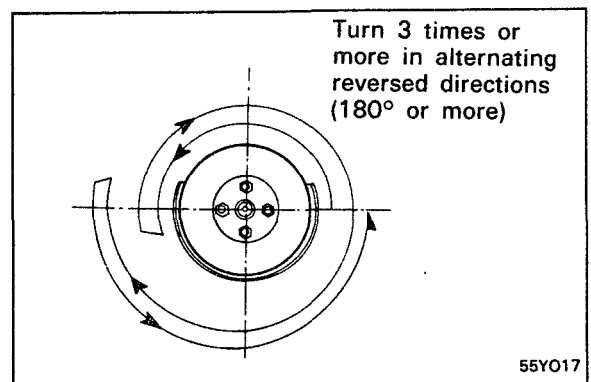 Turn 3 times or
more in alternating
reversed directions
(180° or more)
55YO17